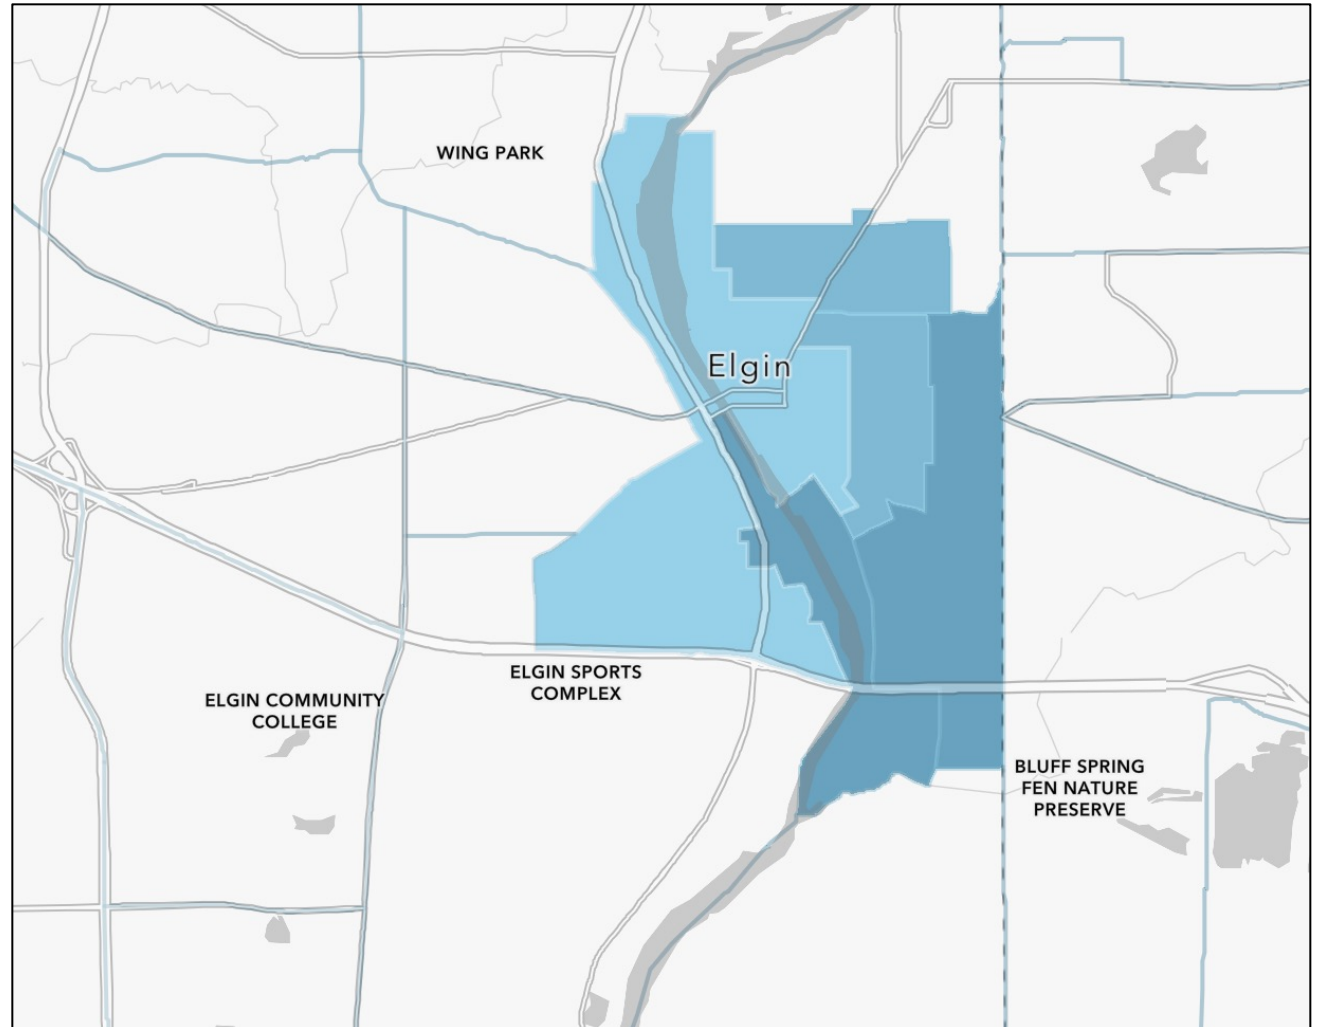 WING PARK
Elgin
ELGIN SPORTS
COMPLEX
ELGIN COMMUNITY
COLLEGE
BLUFF SPRING
FEN NATURE
PRESERVE